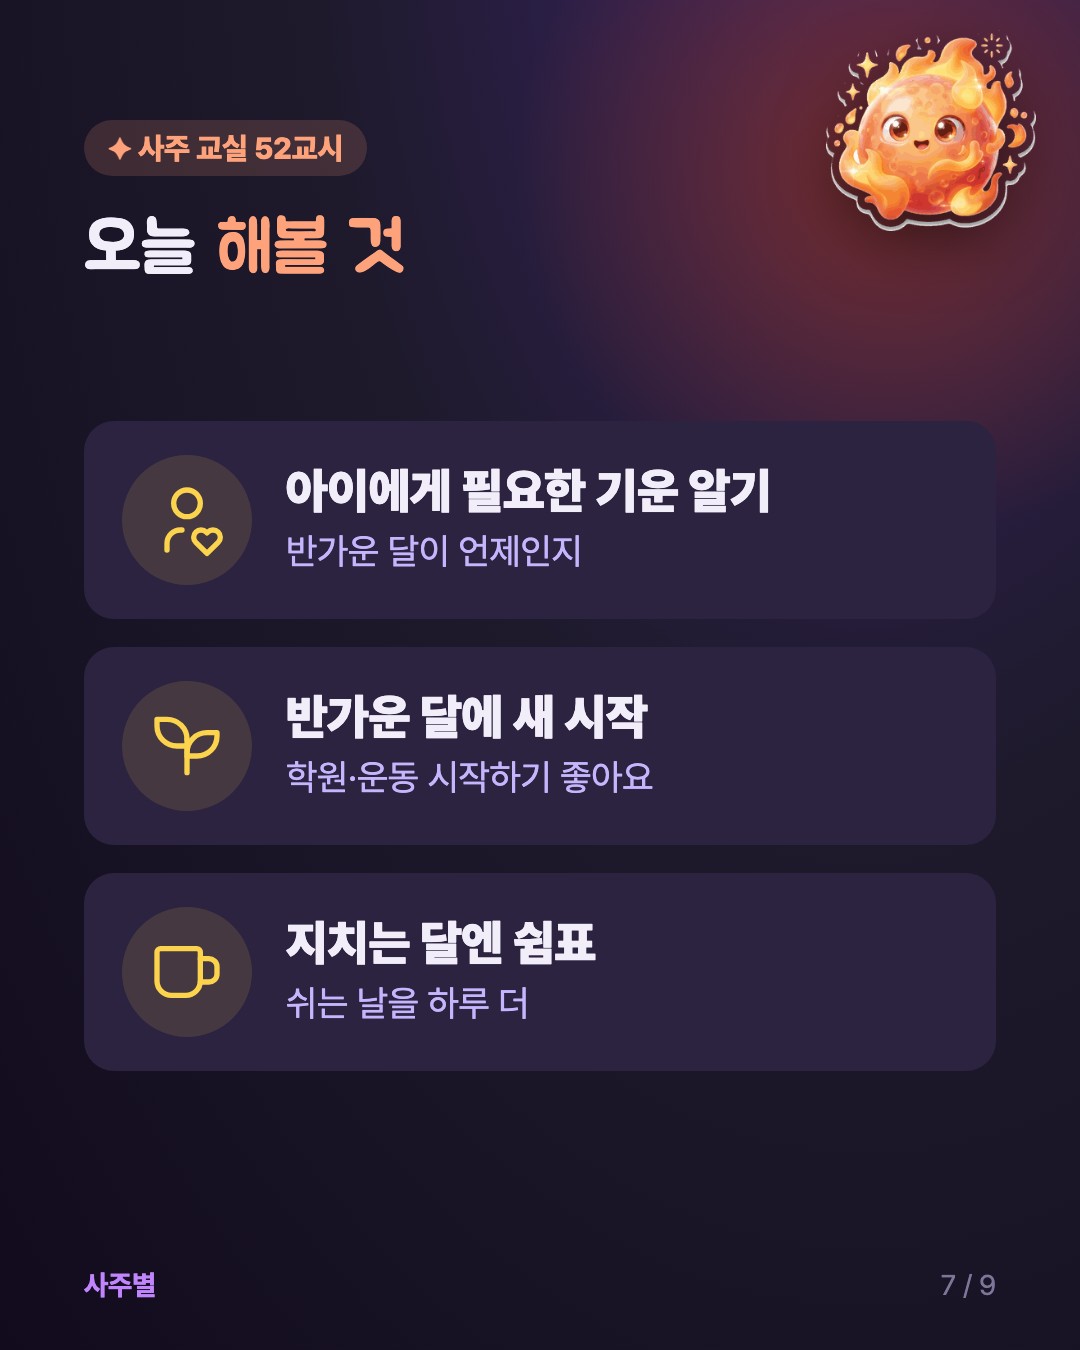 사주 교실 52교시
오늘 해볼 것
아이에게 필요한 기운 알기
반가운 달이 언제인지
반가운 달에 새 시작
학원·운동 시작하기 좋아요
지치는 달엔 쉼표
쉬는 날을 하루 더
사주별
7 / 9